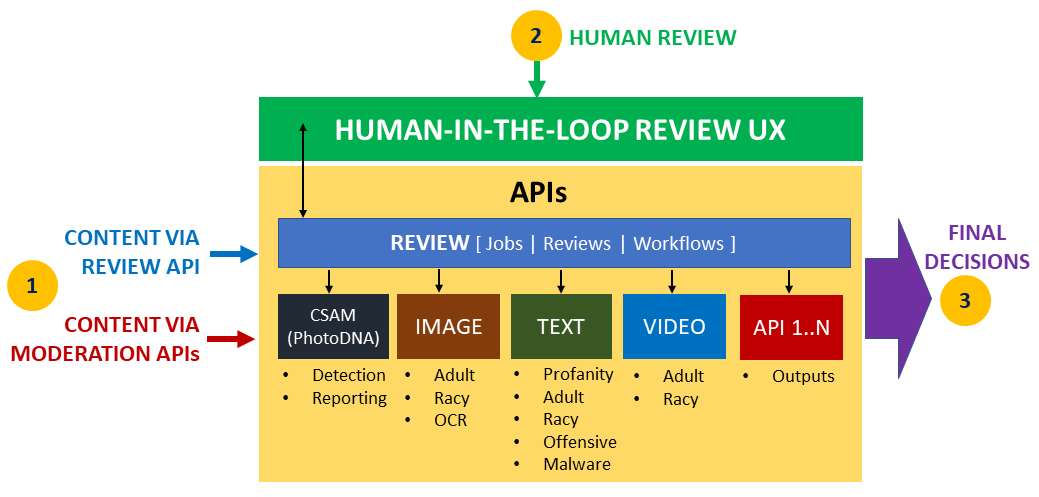 2
HUMAN REVIEW
HUMAN-IN-THE-LOOP REVIEW UX
APIs
REVIEW [ Jobs | Reviews | Workflows ]
1
CONTENT VIA
REVIEW API
CONTENT VIA
MODERATION APIs
CSAM
(PhotoDNA)
• Detection
• Reporting
IMAGE
• Adult
• Racy
• OCR
TEXT
• Profanity
• Adult
• Racy
• Offensive
• Malware
VIDEO
• Adult
• Racy
API 1..N
• Outputs
FINAL
DECISIONS
3